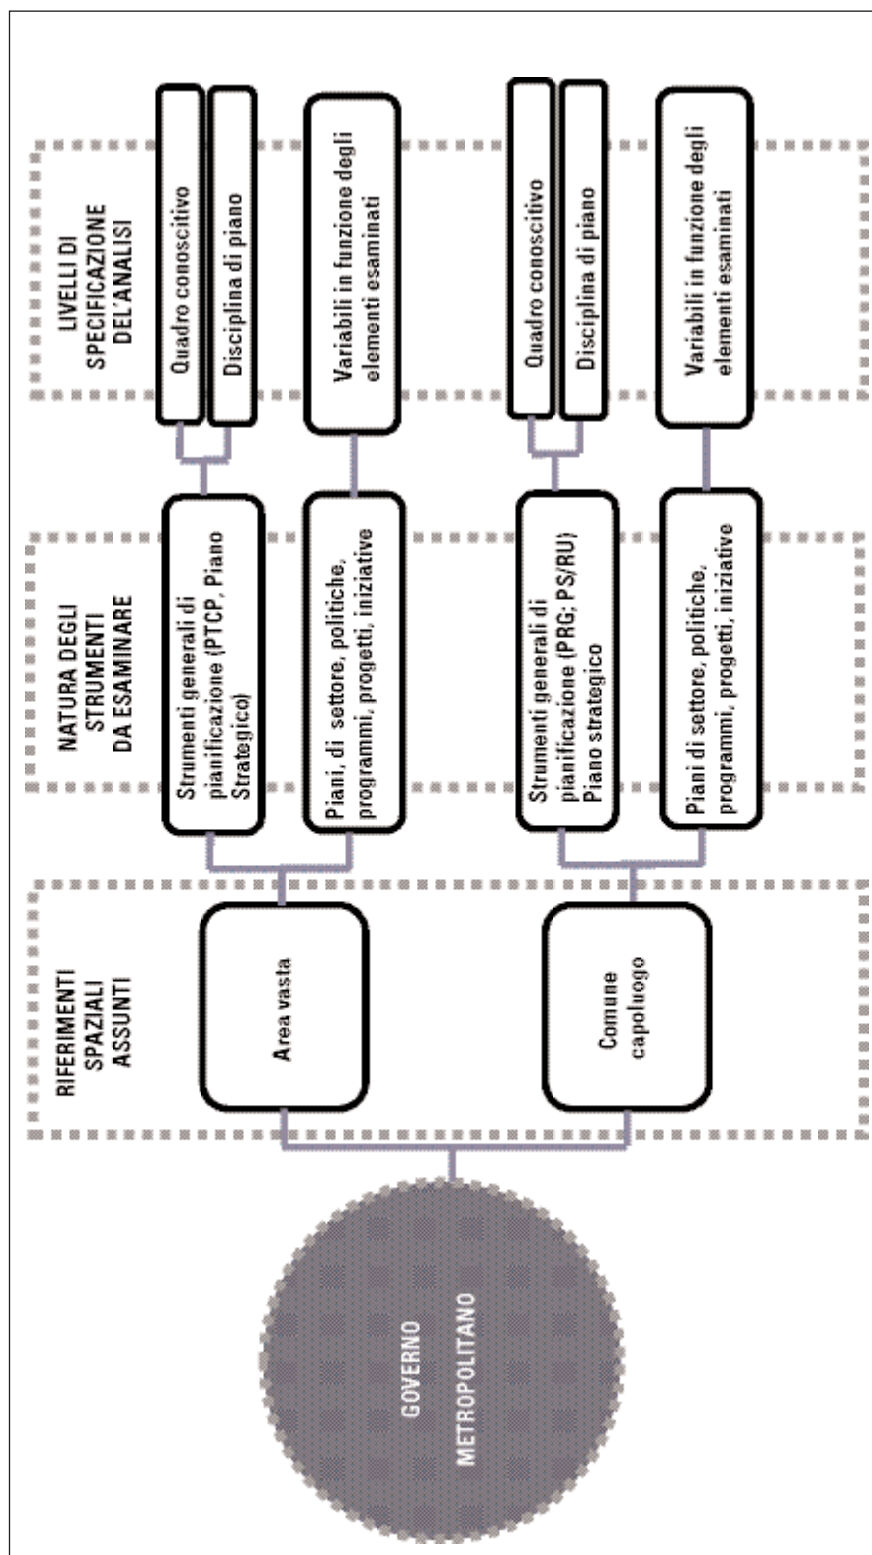 GOVERNO
METROPOLITANO
RIFERIMENTI
SPAZIALI
ASSUNTI
Area vasta
Comune
capoluogo
NATURA DEGLI
STRUMENTI
DA ESAMINARE
Strumenti generali di
pianificazione (PTCP, Piano
Strategico)
Piani, di settore, politiche,
programmi, progetti, iniziative
Strumenti generali di
pianificazione (PRG; PS/RU)
Piano strategico
Piani di settore, politiche,
programmi, progetti, iniziative
LIVELLI DI
SPECIFICAZIONE
DEL'ANALISI
Quadro conoscitivo
Disciplina di piano
Variabili in funzione degli
elementi esaminati
Quadro conoscitivo
Disciplina di piano
Variabili in funzione degli
elementi esaminati